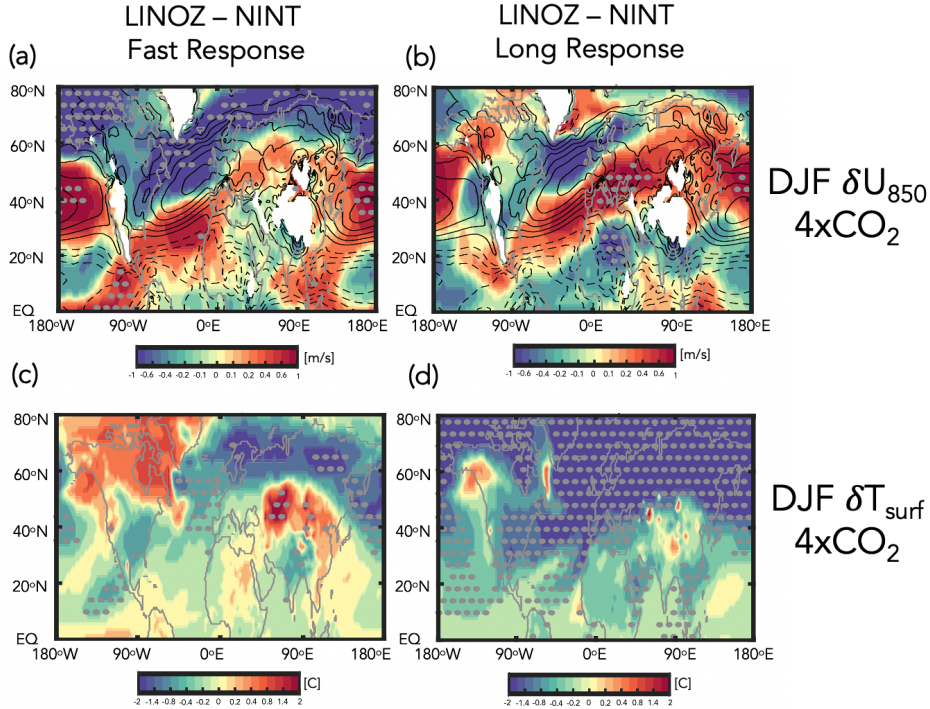 LINOZ – NINT
Fast Response
LINOZ – NINT
Long Response
(a)
(b)
80°N
60°N
40°N
20°N
EQ
180°W 90°W 0°E 90°E 180°E
-1 -0.6 -0.4 -0.2 0 0.1 0.2 0.4 0.6 1
[m/s]
80°N
60°N
40°N
20°N
EQ
180°W 90°W 0°E 90°E 180°E
-1 -0.6 -0.4 -0.2 0 0.1 0.2 0.4 0.6 1
[m/s]
DJF δU850
4xCO2
(c)
(d)
80°N
60°N
40°N
20°N
EQ
180°W 90°W 0°E 90°E 180°E
-2 -1.4 -0.8 -0.4 0 0.2 0.4 0.8 1.2 1.6 2
[C]
80°N
60°N
40°N
20°N
EQ
180°W 90°W 0°E 90°E 180°E
-2 -1.4 -0.8 -0.4 0 0.2 0.4 0.8 1.2 1.6 2
[C]
DJF δTsurf
4xCO2